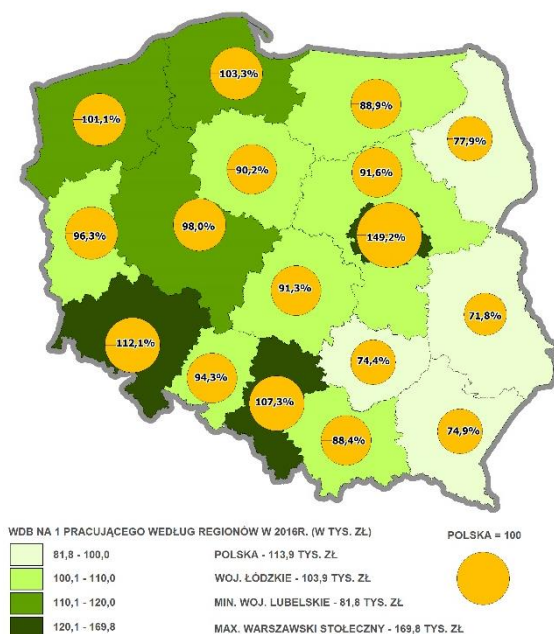 103,3%
101,1%
88,9%
77,9%
90,2%
91,6%
98,0%
96,3%
149,2%
91,3%
71,8%
112,1%
74,4%
94,3%
107,3%
74,9%
88,4%
WDB NA 1 PRACUJĄCEGO WEDŁUG REGIONÓW W 2016R. (W TYS. ZŁ)
POLSKA = 100
81,8 - 100,0 POLSKA - 113,9 TYS. ZŁ
100,1 - 110,0 WOJ. ŁÓDZKIE - 103,9 TYS. ZŁ
110,1 - 120,0 MIN. WOJ. LUBELSKIE - 81,8 TYS. ZŁ
120,1 - 169,8 MAX. WARSZAWSKI STOŁECZNY - 169,8 TYS. ZŁ